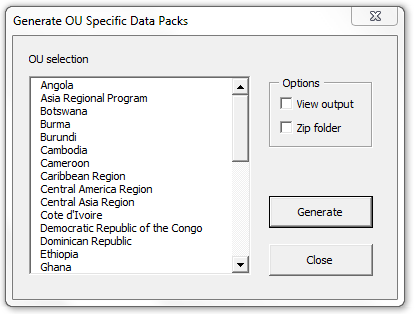 Generate OU Specific Data Packs
OU selection
Angola
Asia Regional Program
Botswana
Burma
Burundi
Cambodia
Cameroon
Caribbean Region
Central America Region
Central Asia Region
Cote d'Ivoire
Democratic Republic of the Congo
Dominican Republic
Ethiopia
Ghana
Options
View output
Zip folder
Generate
Close